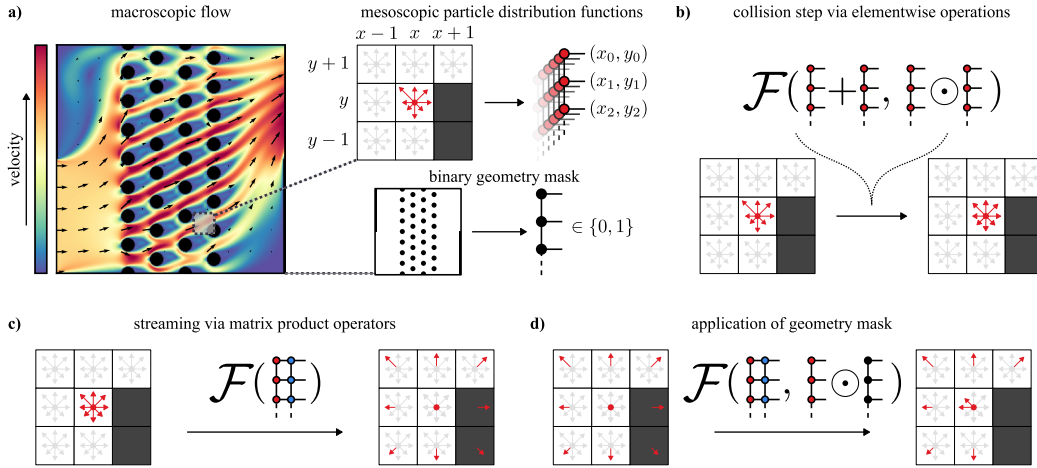 a)
macroscopic flow
velocity
mesoscopic particle distribution functions
x − 1 x x + 1
y + 1
y
y − 1
(x₀, y₀)
(x₁, y₁)
(x₂, y₂)
binary geometry mask
∈ {0, 1}
b)
collision step via elementwise operations
ℱ( + , ⊙ )
c)
streaming via matrix product operators
ℱ( )
d)
application of geometry mask
ℱ( , ⊙ )